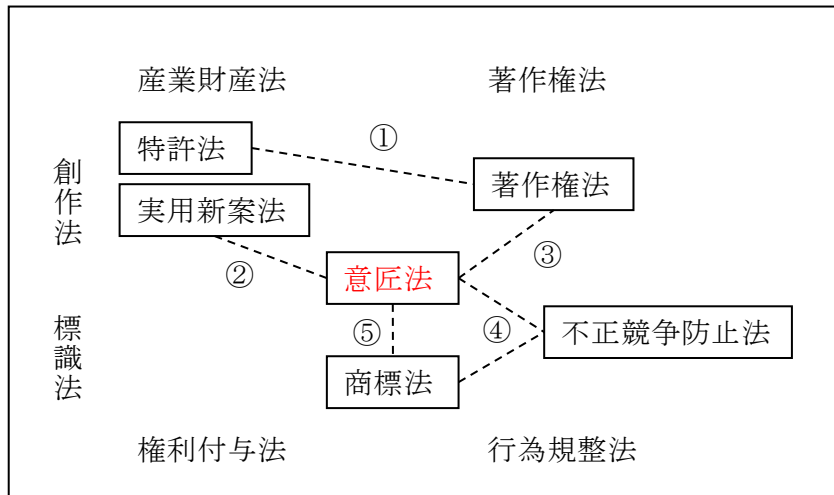 産業財産法
著作権法
特許法
①
著作権法
創作法
実用新案法
③
②
意匠法
標識法
⑤
④
不正競争防止法
商標法
権利付与法
行為規整法